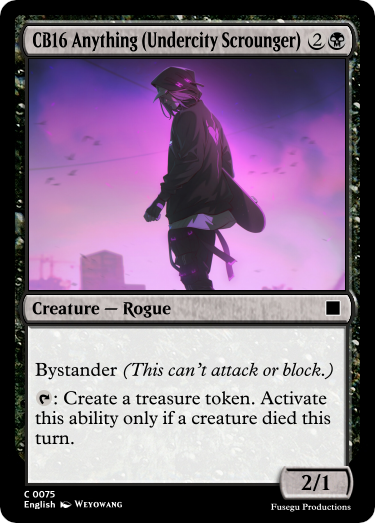 CB16 Anything (Undercity Scrounger) 2
Creature — Rogue
Bystander (This can't attack or block.)
: Create a treasure token. Activate
this ability only if a creature died this
turn.
2/1
C 0075
English WEYOWANG
Fusegu Productions